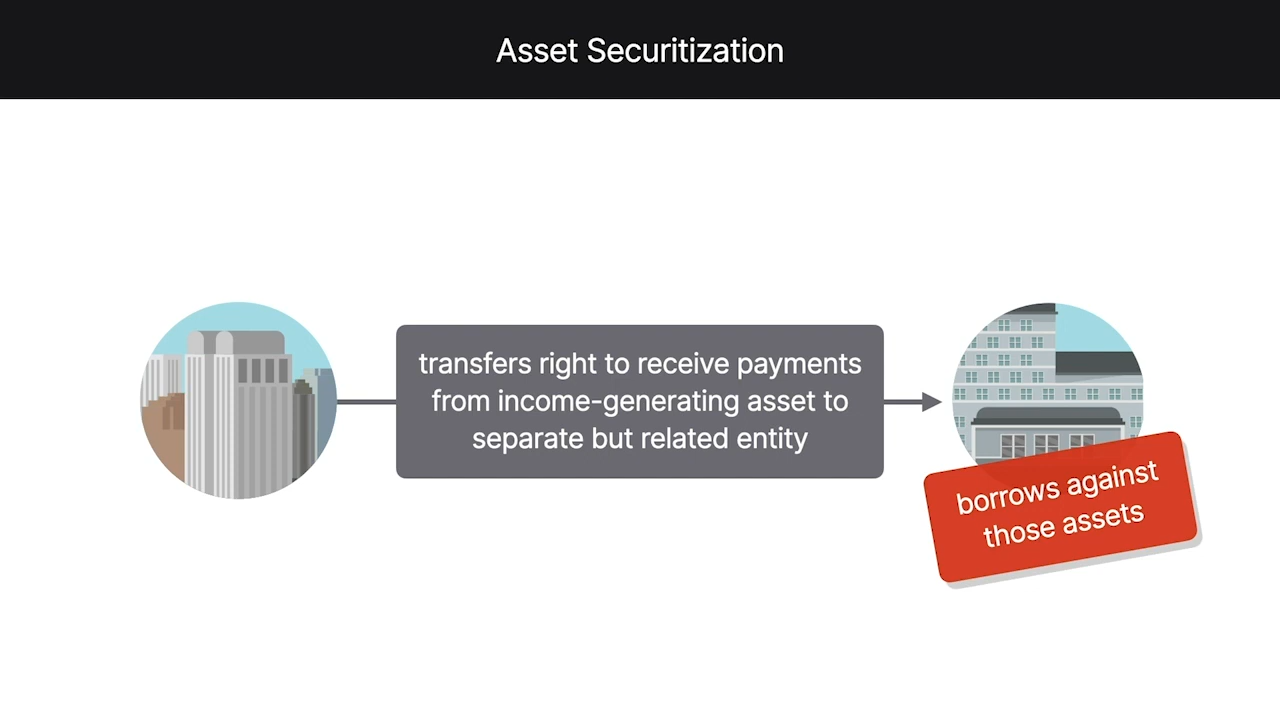 Asset Securitization
transfers right to receive payments
from income-generating asset to
separate but related entity
borrows against
those assets